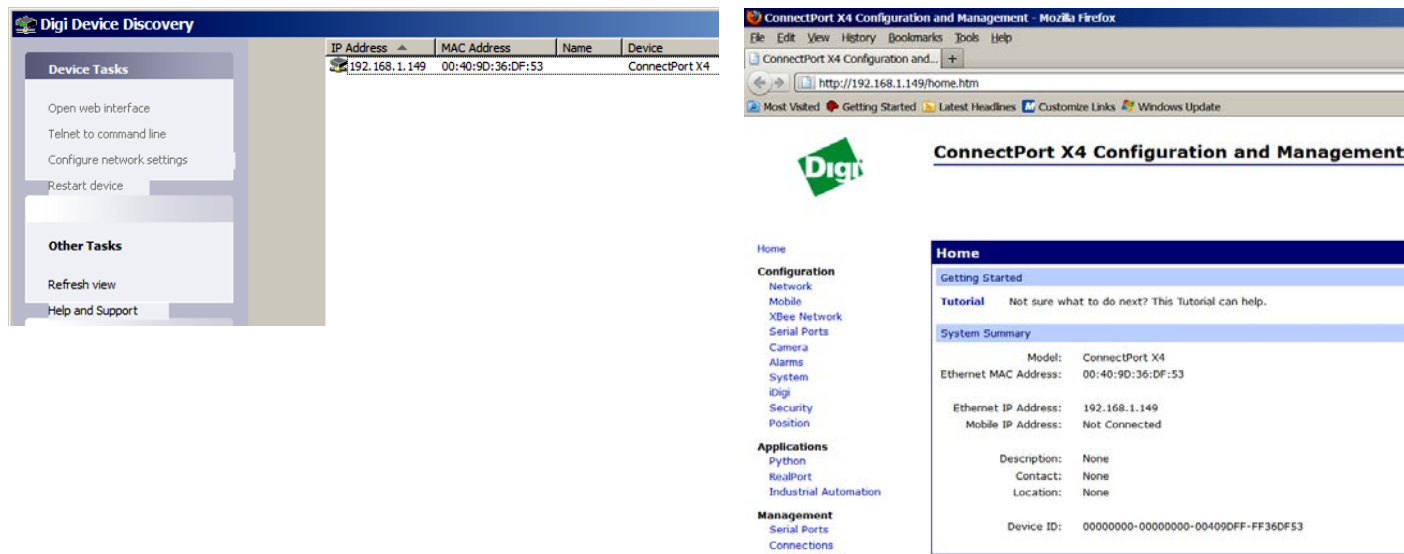 Digi Device Discovery
Device Tasks
Open web interface
Telnet to command line
Configure network settings
Restart device
Other Tasks
Refresh view
Help and Support
IP Address MAC Address Name Device
192.168.1.149 00:40:9D:36:DF:53 ConnectPort X4
ConnectPort X4 Configuration and Management - Mozilla Firefox
File Edit View History Bookmarks Tools Help
ConnectPort X4 Configuration and... +
http://192.168.1.149/home.htm
Most Visited Getting Started Latest Headlines Customize Links Windows Update
Digi
ConnectPort X4 Configuration and Management
Home
Configuration
Network
Mobile
XBee Network
Serial Ports
Camera
Alarms
System
iDigi
Security
Position
Applications
Python
RealPort
Industrial Automation
Management
Serial Ports
Connections
Home
Getting Started
Tutorial Not sure what to do next? This Tutorial can help.
System Summary
Model: ConnectPort X4
Ethernet MAC Address: 00:40:9D:36:DF:53
Ethernet IP Address: 192.168.1.149
Mobile IP Address: Not Connected
Description: None
Contact: None
Location: None
Device ID: 00000000-00000000-00409DFF-FF36DF53